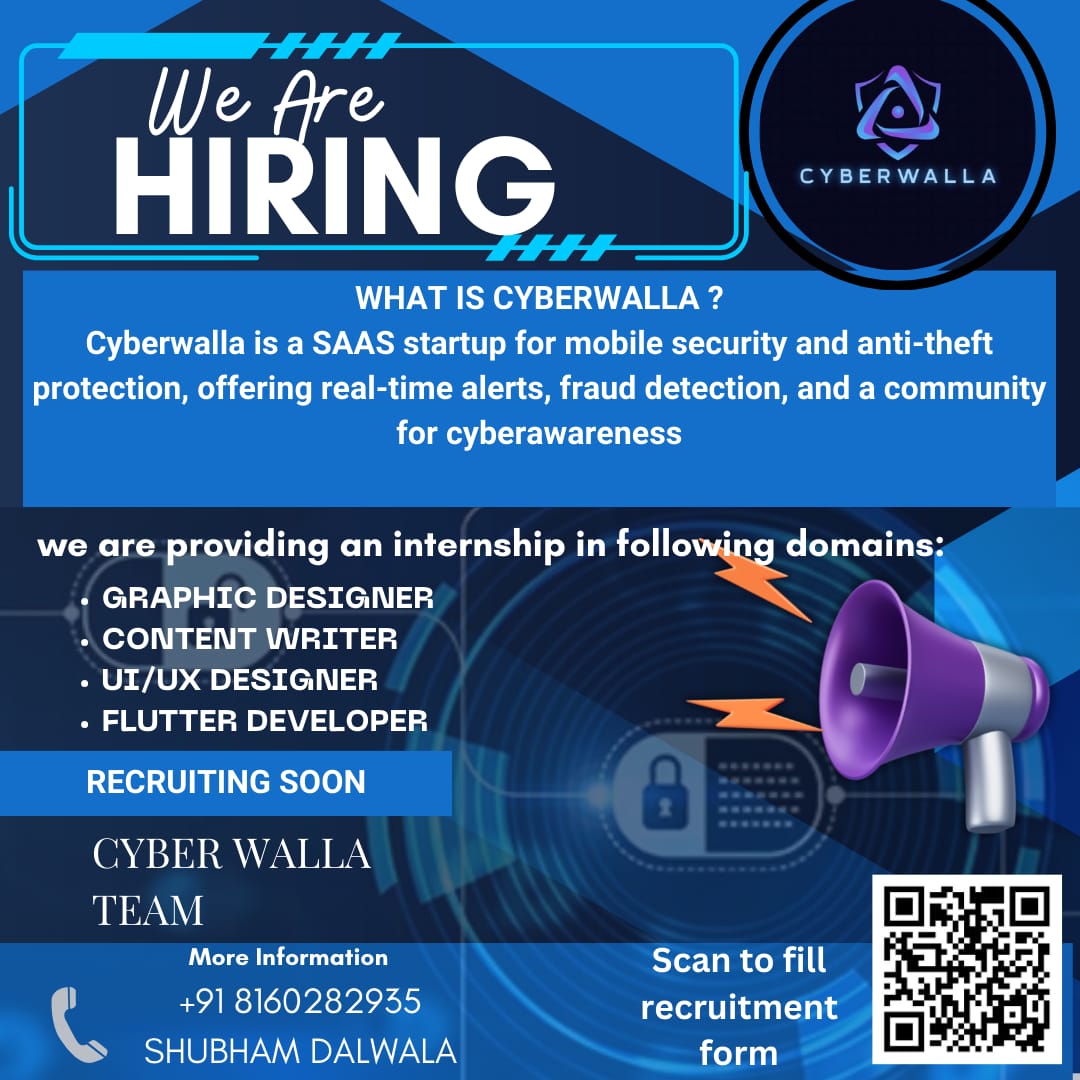 We Are
HIRING
CYBERWALLA
WHAT IS CYBERWALLA ?
Cyberwalla is a SAAS startup for mobile security and anti-theft
protection, offering real-time alerts, fraud detection, and a community
for cyberawareness
we are providing an internship in following domains:
• GRAPHIC DESIGNER
• CONTENT WRITER
• UI/UX DESIGNER
• FLUTTER DEVELOPER
RECRUITING SOON
CYBER WALLA
TEAM
More Information
+91 8160282935
SHUBHAM DALWALA
Scan to fill
recruitment
form